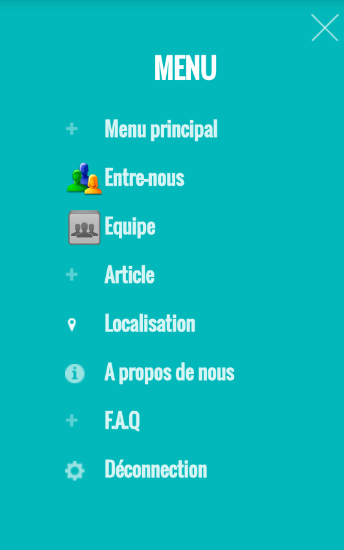 MENU
Menu principal
Entre-nous
Equipe
Article
Localisation
A propos de nous
F.A.Q
Déconnection